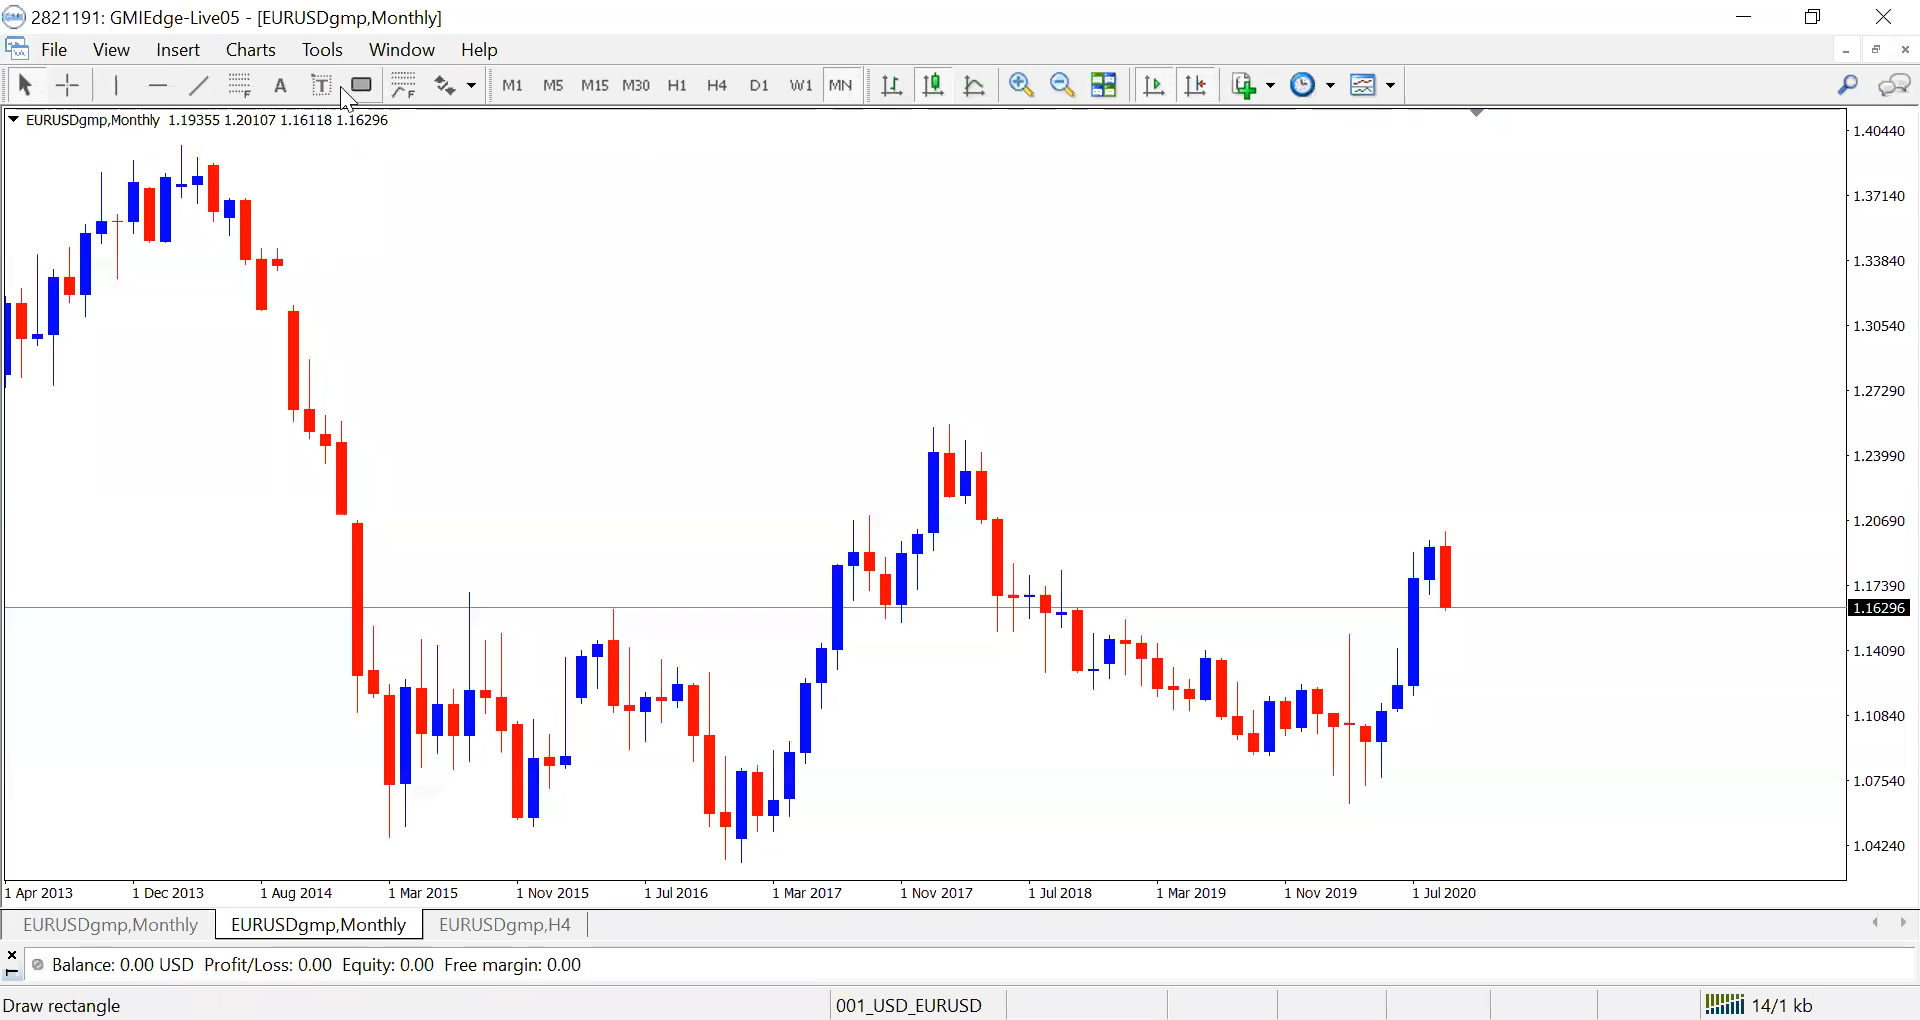 2821191: GMIEdge-Live05 - [EURUSDgmp,Monthly]
File View Insert Charts Tools Window Help
A T F M1 M5 M15 M30 H1 H4 D1 W1 MN
EURUSDgmp,Monthly 1.19355 1.20107 1.16118 1.16296
1.40440
1.37140
1.33840
1.30540
1.27290
1.23990
1.20690
1.17390
1.16296
1.14090
1.10840
1.07540
1.04240
1 Apr 2013 1 Dec 2013 1 Aug 2014 1 Mar 2015 1 Nov 2015 1 Jul 2016 1 Mar 2017 1 Nov 2017 1 Jul 2018 1 Mar 2019 1 Nov 2019 1 Jul 2020
EURUSDgmp,Monthly EURUSDgmp,Monthly EURUSDgmp,H4
Balance: 0.00 USD Profit/Loss: 0.00 Equity: 0.00 Free margin: 0.00
Draw rectangle 001_USD_EURUSD 14/1 kb